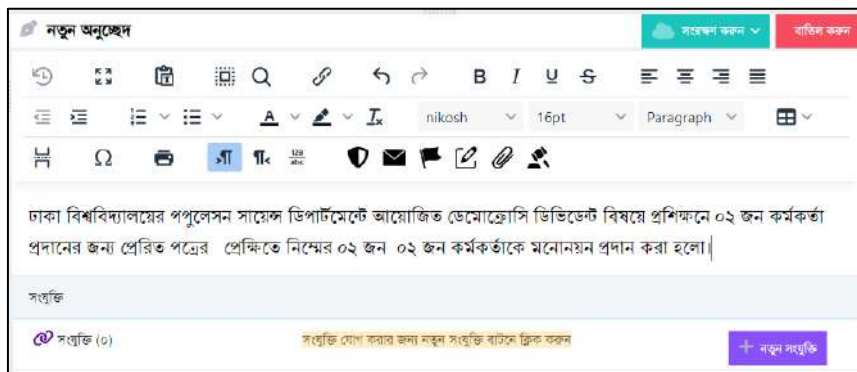 নতুন অনুচ্ছেদ
সংরক্ষণ করুন
বাতিল করুন
B I U S
A
nikosh 16pt Paragraph
Ω
123
abc
ঢাকা বিশ্ববিদ্যালয়ের পপুলেসন সায়েন্স ডিপার্টমেন্টে আয়োজিত ডেমোক্রোসি ডিভিডেন্ট বিষয়ে প্রশিক্ষনে ০২ জন কর্মকর্তা
প্রদানের জন্য প্রেরিত পত্রের প্রেক্ষিতে নিম্মের ০২ জন ০২ জন কর্মকর্তাকে মনোনয়ন প্রদান করা হলো।
সংযুক্তি
সংযুক্তি (০)
সংযুক্তি যোগ করার জন্য নতুন সংযুক্তি বাটনে ক্লিক করুন
নতুন সংযুক্তি